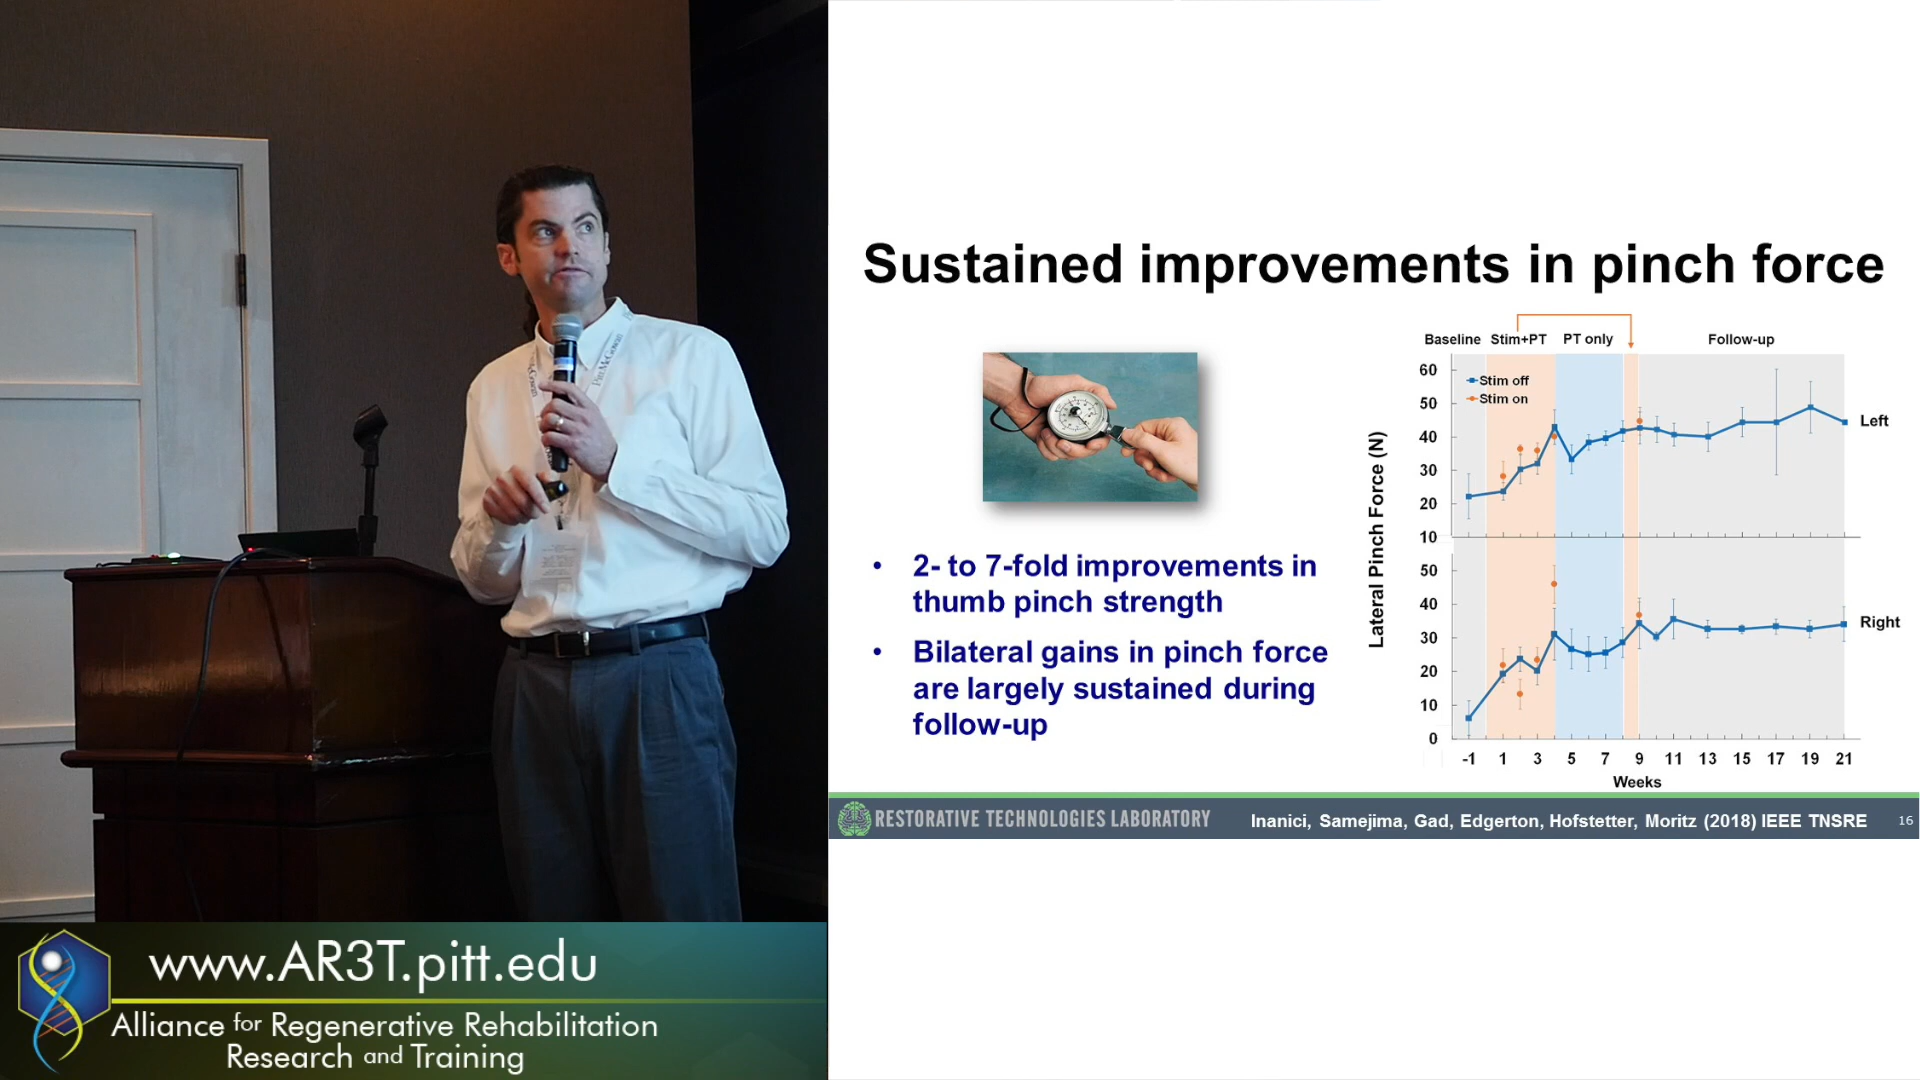 Sustained improvements in pinch force
• 2- to 7-fold improvements in
thumb pinch strength
• Bilateral gains in pinch force
are largely sustained during
follow-up
Baseline Stim+PT PT only Follow-up
60
50
40
30
20
10
Stim off
Stim on
Left
50
40
30
20
10
0
Right
Lateral Pinch Force (N)
-1 1 3 5 7 9 11 13 15 17 19 21
Weeks
RESTORATIVE TECHNOLOGIES LABORATORY
Inanici, Samejima, Gad, Edgerton, Hofstetter, Moritz (2018) IEEE TNSRE
16
www.AR3T.pitt.edu
Alliance for Regenerative Rehabilitation
Research and Training